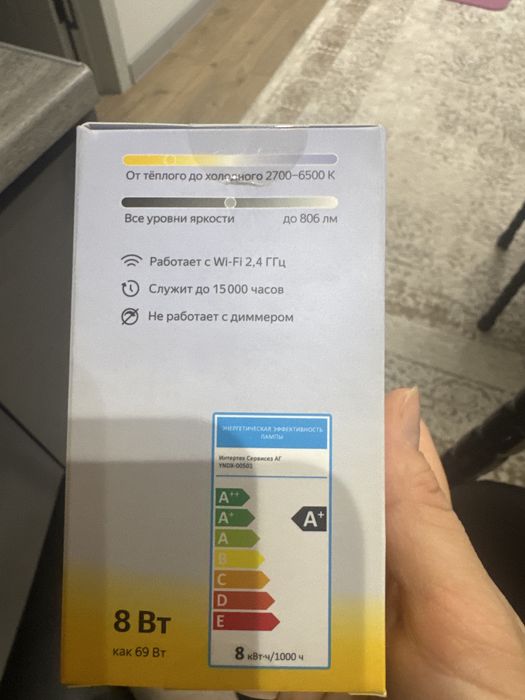 От тёплого до холодного 2700–6500 К
Все уровни яркости до 806 лм
Работает с Wi-Fi 2,4 ГГц
Служит до 15 000 часов
Не работает с диммером
ЭНЕРГЕТИЧЕСКАЯ ЭФФЕКТИВНОСТЬ
ЛАМПЫ
Интертех Сервисез АГ
YNDX-00501
A++
A+
A+
A
B
C
D
E
8 кВт·ч/1000 ч
8 Вт
как 69 Вт